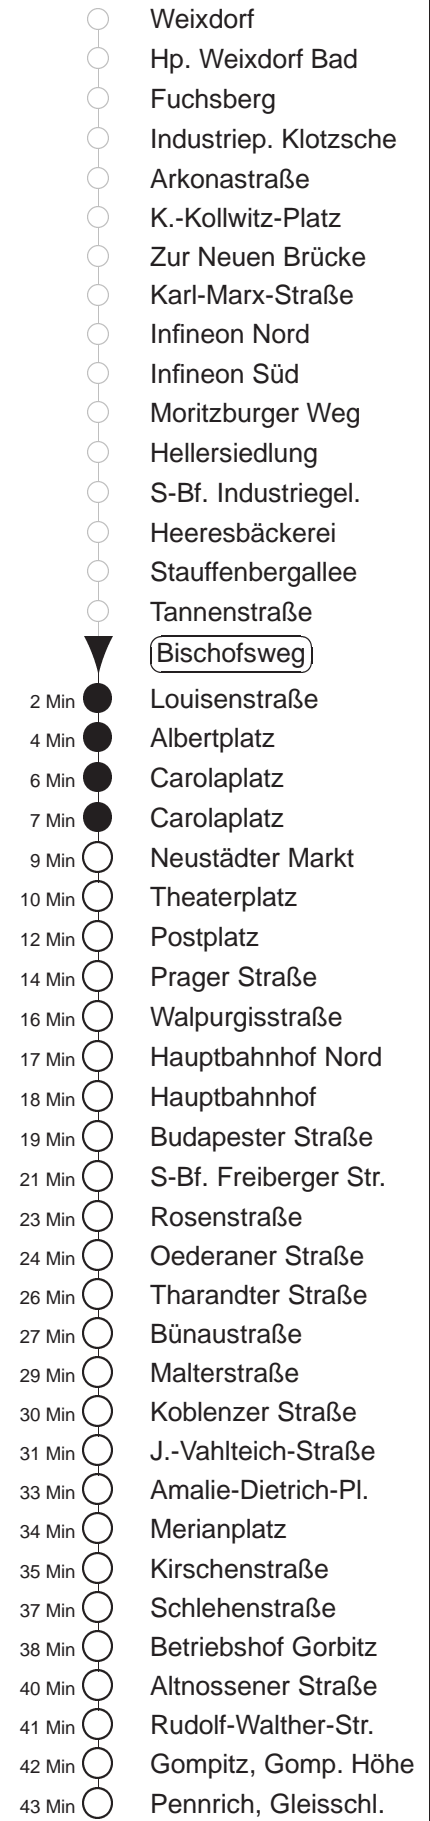 Weixdorf
Hp. Weixdorf Bad
Fuchsberg
Industriep. Klotzsche
Arkonastraße
K.-Kollwitz-Platz
Zur Neuen Brücke
Karl-Marx-Straße
Infineon Nord
Infineon Süd
Moritzburger Weg
Hellersiedlung
S-Bf. Industriegel.
Heeresbäckerei
Stauffenbergallee
Tannenstraße
Bischofsweg
2 Min Louisenstraße
4 Min Albertplatz
6 Min Carolaplatz
7 Min Carolaplatz
9 Min Neustädter Markt
10 Min Theaterplatz
12 Min Postplatz
14 Min Prager Straße
16 Min Walpurgisstraße
17 Min Hauptbahnhof Nord
18 Min Hauptbahnhof
19 Min Budapester Straße
21 Min S-Bf. Freiberger Str.
23 Min Rosenstraße
24 Min Oederaner Straße
26 Min Tharandter Straße
27 Min Bünaustraße
29 Min Malterstraße
30 Min Koblenzer Straße
31 Min J.-Vahlteich-Straße
33 Min Amalie-Dietrich-Pl.
34 Min Merianplatz
35 Min Kirschenstraße
37 Min Schlehenstraße
38 Min Betriebshof Gorbitz
40 Min Altnossener Straße
41 Min Rudolf-Walther-Str.
42 Min Gompitz, Gomp. Höhe
43 Min Pennrich, Gleisschl.